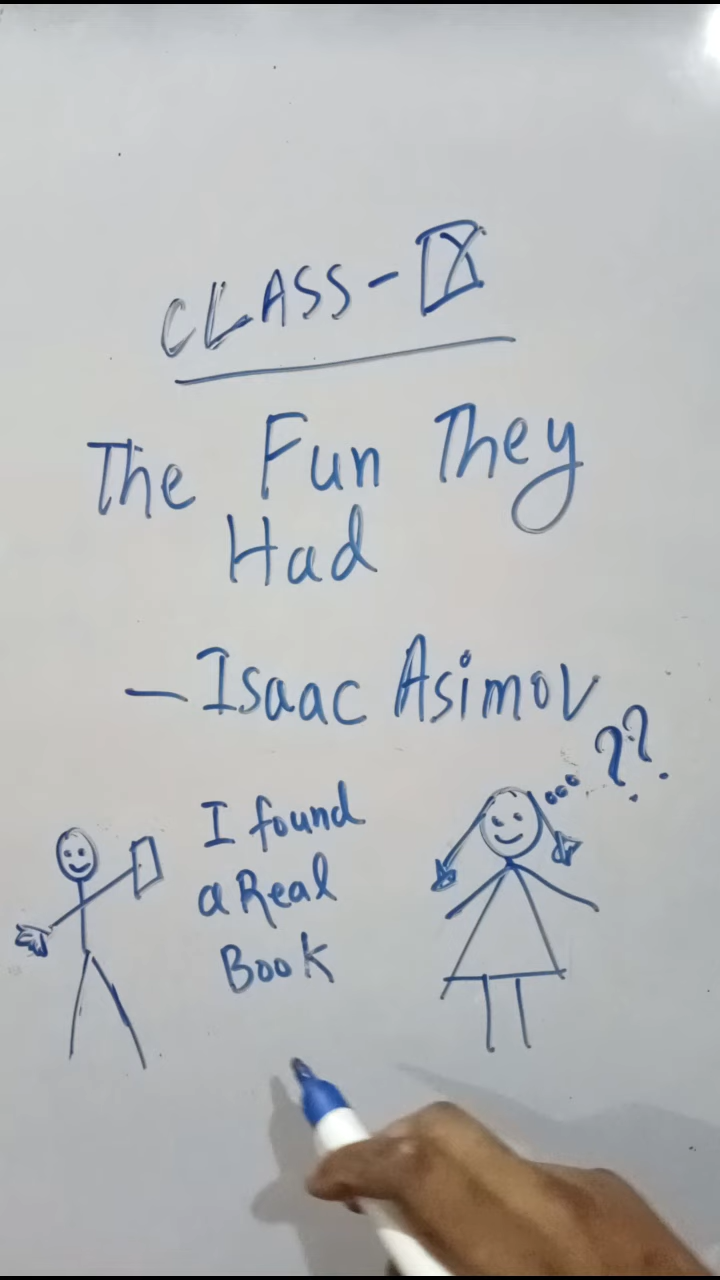 CLASS-IX
The Fun They
Had
- Isaac Asimov
... ??
I found
a Real
Book